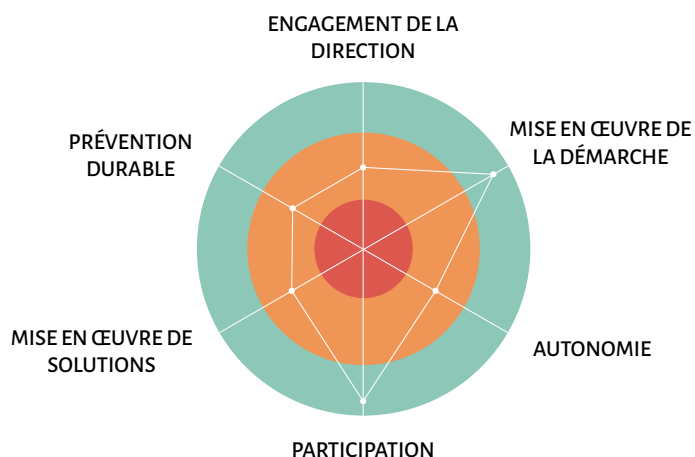 ENGAGEMENT DE LA
DIRECTION
MISE EN ŒUVRE DE
LA DÉMARCHE
PRÉVENTION
DURABLE
MISE EN ŒUVRE DE
SOLUTIONS
AUTONOMIE
PARTICIPATION